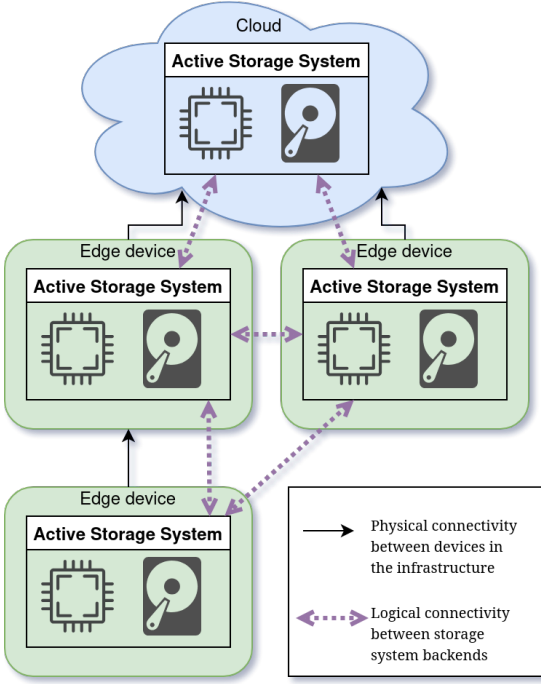 Cloud
Active Storage System
Edge device
Active Storage System
Edge device
Active Storage System
Edge device
Active Storage System
Physical connectivity
between devices in
the infrastructure
Logical connectivity
between storage
system backends